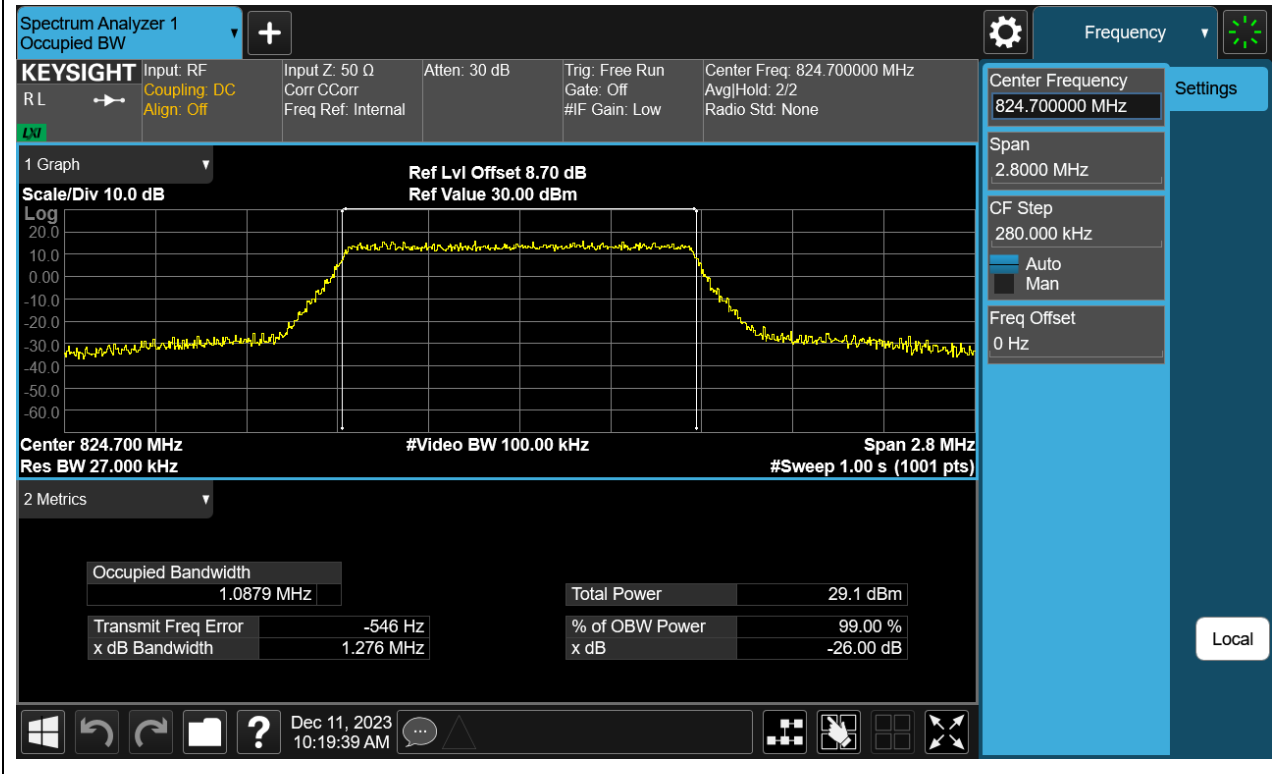 Spectrum Analyzer 1
Occupied BW
+
Frequency
KEYSIGHT
R L
LXI
Input: RF
Coupling: DC
Align: Off
Input Z: 50 Ω
Corr CCorr
Freq Ref: Internal
Atten: 30 dB
Trig: Free Run
Gate: Off
#IF Gain: Low
Center Freq: 824.700000 MHz
Avg|Hold: 2/2
Radio Std: None
Center Frequency
824.700000 MHz
Settings
Span
2.8000 MHz
CF Step
280.000 kHz
Auto
Man
Freq Offset
0 Hz
Local
1 Graph
Ref Lvl Offset 8.70 dB
Scale/Div 10.0 dB
Ref Value 30.00 dBm
Log
20.0
10.0
0.00
-10.0
-20.0
-30.0
-40.0
-50.0
-60.0
Center 824.700 MHz
#Video BW 100.00 kHz
Span 2.8 MHz
Res BW 27.000 kHz
#Sweep 1.00 s (1001 pts)
2 Metrics
Occupied Bandwidth
1.0879 MHz
Total Power 29.1 dBm
Transmit Freq Error -546 Hz
% of OBW Power 99.00 %
x dB Bandwidth 1.276 MHz
x dB -26.00 dB
?
Dec 11, 2023
10:19:39 AM